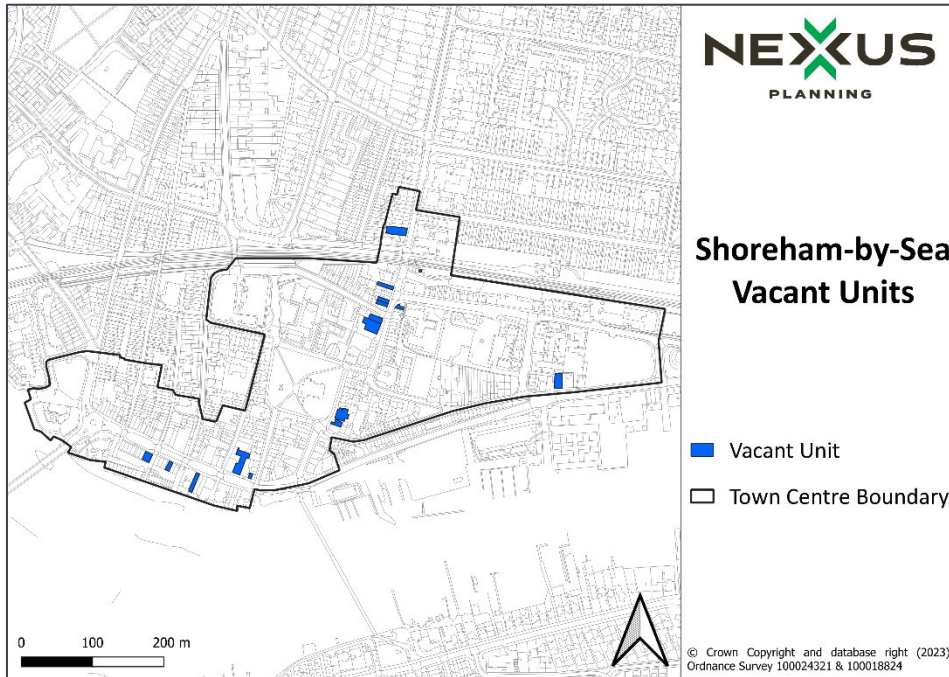 NEXUS
PLANNING
Shoreham-by-Sea
Vacant Units
Vacant Unit
Town Centre Boundary
0 100 200 m
© Crown Copyright and database right (2023)
Ordnance Survey 100024321 & 100018824